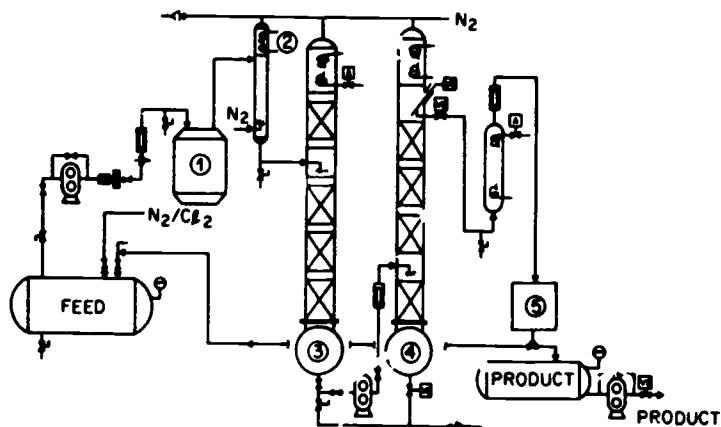 N₂
②
N₂
①
N₂/Cl₂
FEED
③
④
⑤
PRODUCT
PRODUCT